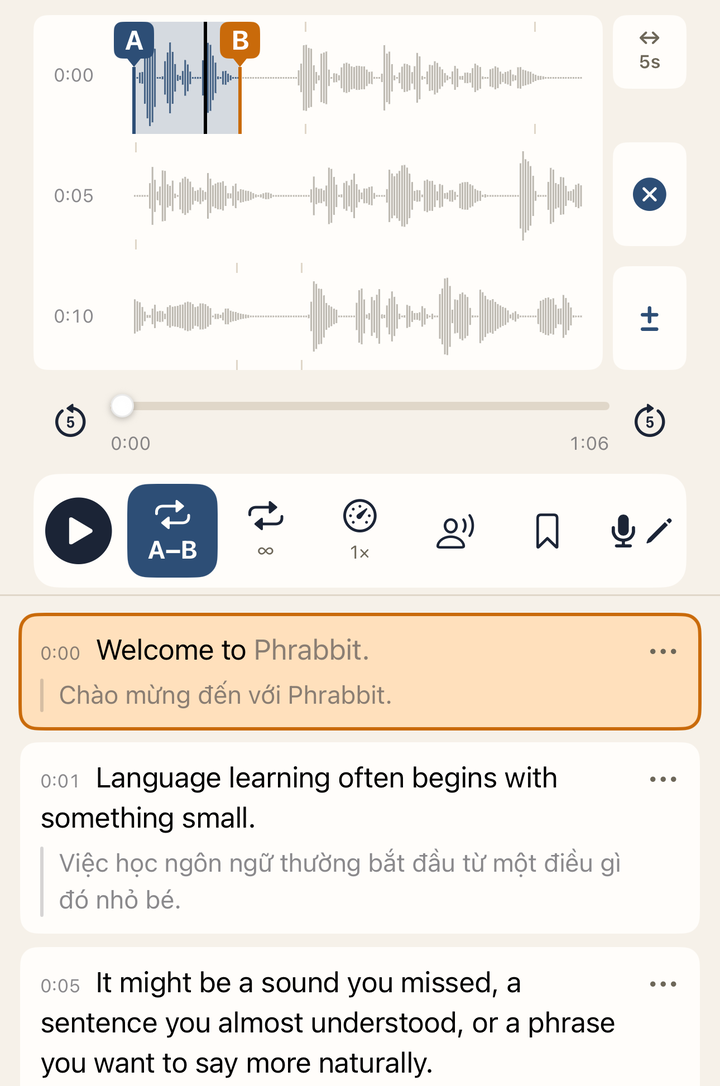 A
B
0:00
5s
0:05
0:10
±
5
5
0:00
1:06
A–B
∞
1×
0:00 Welcome to Phrabbit.
Chào mừng đến với Phrabbit.
0:01 Language learning often begins with
something small.
Việc học ngôn ngữ thường bắt đầu từ một điều gì
đó nhỏ bé.
0:05 It might be a sound you missed, a
sentence you almost understood, or a phrase
you want to say more naturally.